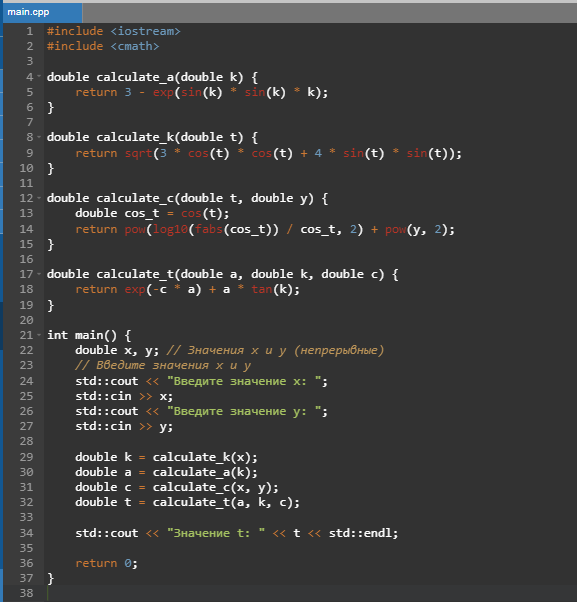 main.cpp
1 #include <iostream>
2 #include <cmath>
3
4 double calculate_a(double k) {
5     return 3 - exp(sin(k) * sin(k) * k);
6 }
7
8 double calculate_k(double t) {
9     return sqrt(3 * cos(t) * cos(t) + 4 * sin(t) * sin(t));
10 }
11
12 double calculate_c(double t, double y) {
13     double cos_t = cos(t);
14     return pow(log10(fabs(cos_t)) / cos_t, 2) + pow(y, 2);
15 }
16
17 double calculate_t(double a, double k, double c) {
18     return exp(-c * a) + a * tan(k);
19 }
20
21 int main() {
22     double x, y; // Значения x и y (непрерывные)
23     // Введите значения x и y
24     std::cout << "Введите значение x: ";
25     std::cin >> x;
26     std::cout << "Введите значение y: ";
27     std::cin >> y;
28
29     double k = calculate_k(x);
30     double a = calculate_a(k);
31     double c = calculate_c(x, y);
32     double t = calculate_t(a, k, c);
33
34     std::cout << "Значение t: " << t << std::endl;
35
36     return 0;
37 }
38